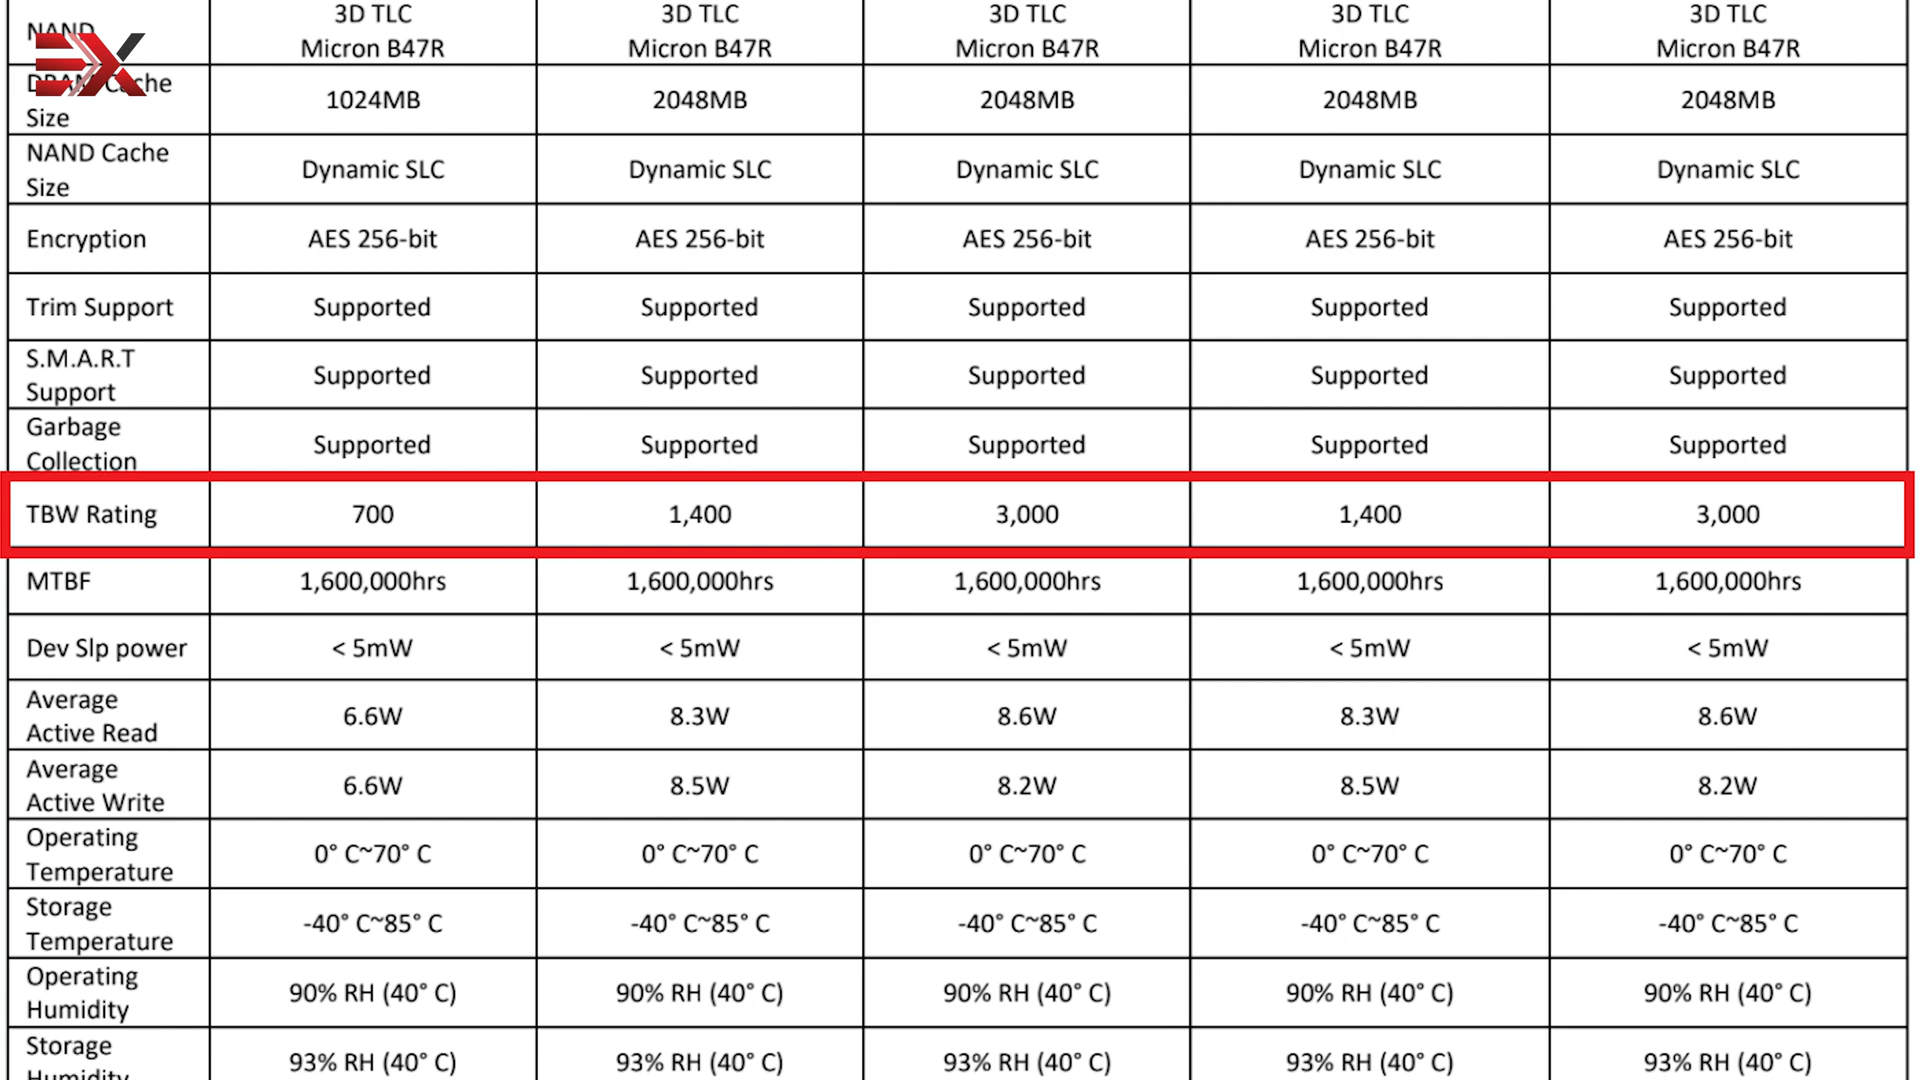 NAND 3D TLC 3D TLC 3D TLC 3D TLC 3D TLC
Micron B47R Micron B47R Micron B47R Micron B47R Micron B47R
EX
DRAM Cache
Size 1024MB 2048MB 2048MB 2048MB 2048MB
NAND Cache
Size Dynamic SLC Dynamic SLC Dynamic SLC Dynamic SLC Dynamic SLC
Encryption AES 256-bit AES 256-bit AES 256-bit AES 256-bit AES 256-bit
Trim Support Supported Supported Supported Supported Supported
S.M.A.R.T
Support Supported Supported Supported Supported Supported
Garbage
Collection Supported Supported Supported Supported Supported
TBW Rating 700 1,400 3,000 1,400 3,000
MTBF 1,600,000hrs 1,600,000hrs 1,600,000hrs 1,600,000hrs 1,600,000hrs
Dev Slp power < 5mW < 5mW < 5mW < 5mW < 5mW
Average
Active Read 6.6W 8.3W 8.6W 8.3W 8.6W
Average
Active Write 6.6W 8.5W 8.2W 8.5W 8.2W
Operating
Temperature 0° C~70° C 0° C~70° C 0° C~70° C 0° C~70° C 0° C~70° C
Storage
Temperature -40° C~85° C -40° C~85° C -40° C~85° C -40° C~85° C -40° C~85° C
Operating
Humidity 90% RH (40° C) 90% RH (40° C) 90% RH (40° C) 90% RH (40° C) 90% RH (40° C)
Storage
Humidity 93% RH (40° C) 93% RH (40° C) 93% RH (40° C) 93% RH (40° C) 93% RH (40° C)